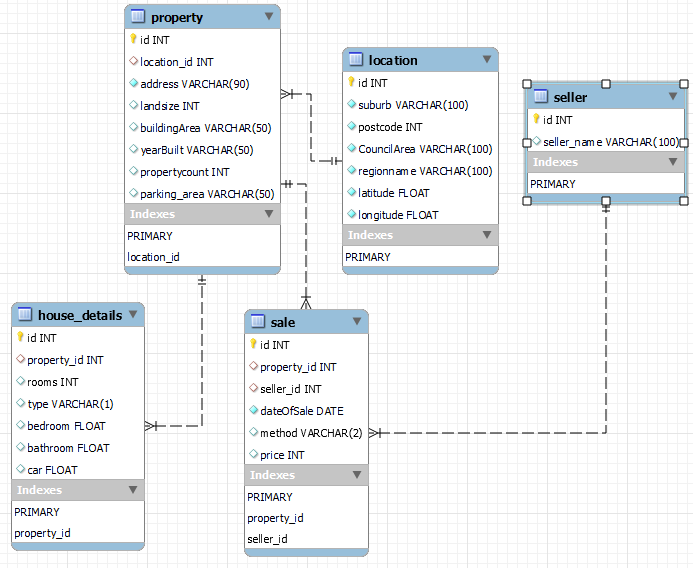 property
id INT
location_id INT
address VARCHAR(90)
landsize INT
buildingArea VARCHAR(50)
yearBuilt VARCHAR(50)
propertycount INT
parking_area VARCHAR(50)
Indexes
PRIMARY
location_id
location
id INT
suburb VARCHAR(100)
postcode INT
CouncilArea VARCHAR(100)
regionname VARCHAR(100)
latitude FLOAT
longitude FLOAT
Indexes
PRIMARY
seller
id INT
seller_name VARCHAR(100)
Indexes
PRIMARY
house_details
id INT
property_id INT
rooms INT
type VARCHAR(1)
bedroom FLOAT
bathroom FLOAT
car FLOAT
Indexes
PRIMARY
property_id
sale
id INT
property_id INT
seller_id INT
dateOfSale DATE
method VARCHAR(2)
price INT
Indexes
PRIMARY
property_id
seller_id